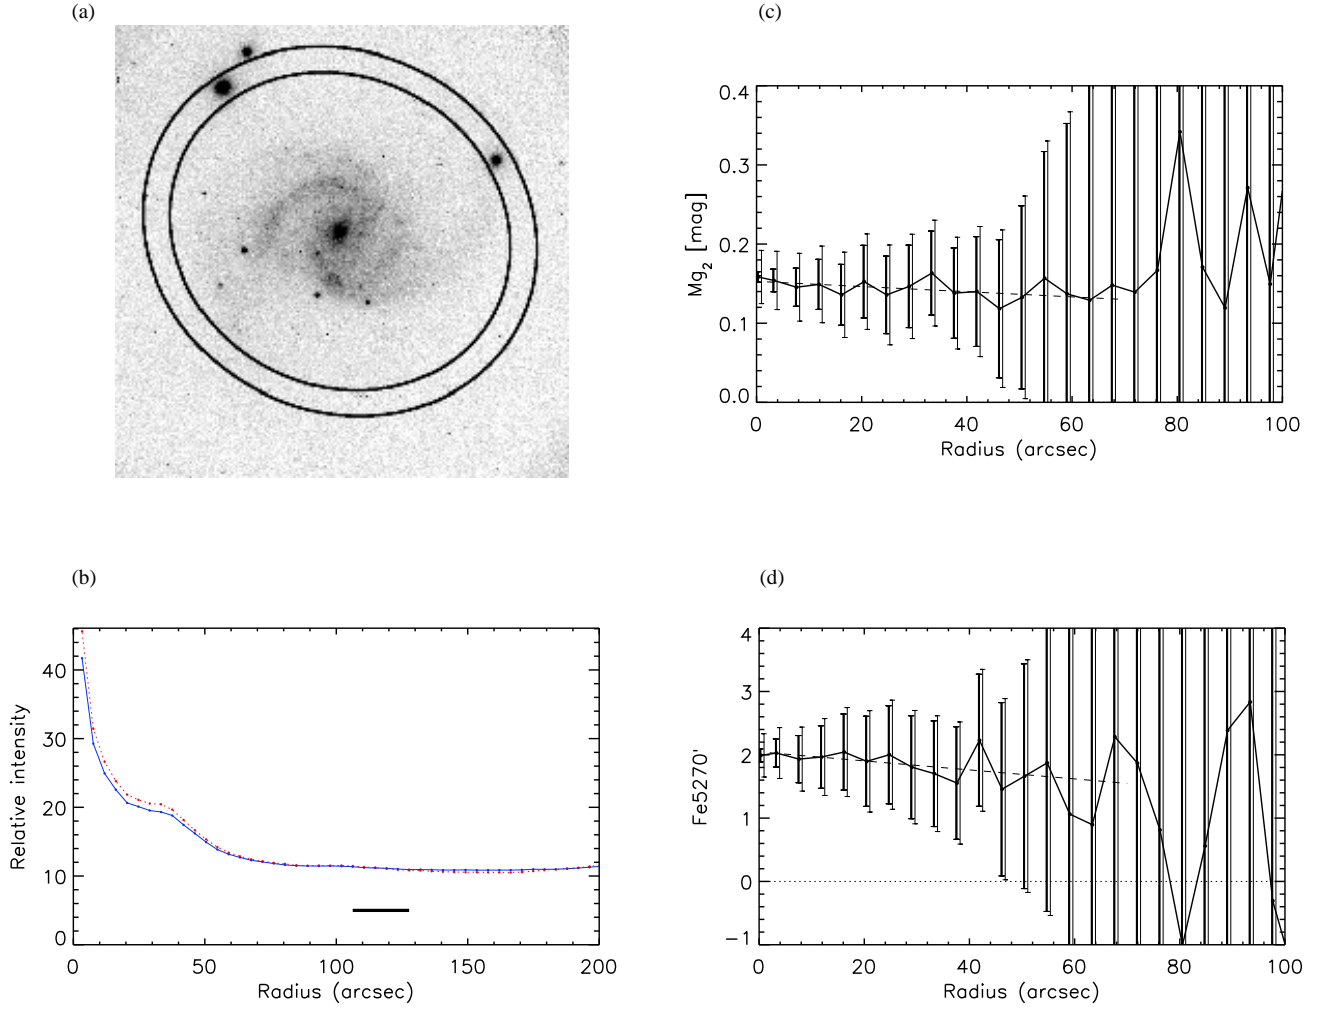 (a)
(c)
0.4
0.3
0.2
0.1
0.0
Mg2 [mag]
0 20 40 60 80 100
Radius (arcsec)
(b)
40
30
20
10
0
Relative intensity
0 50 100 150 200
Radius (arcsec)
(d)
4
3
2
1
0
−1
Fe5270'
0 20 40 60 80 100
Radius (arcsec)